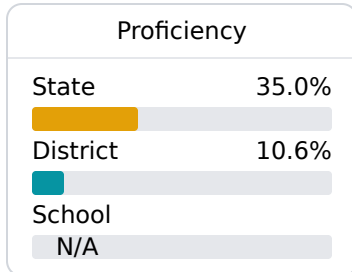 Proficiency
State 35.0%
District 10.6%
School
N/A